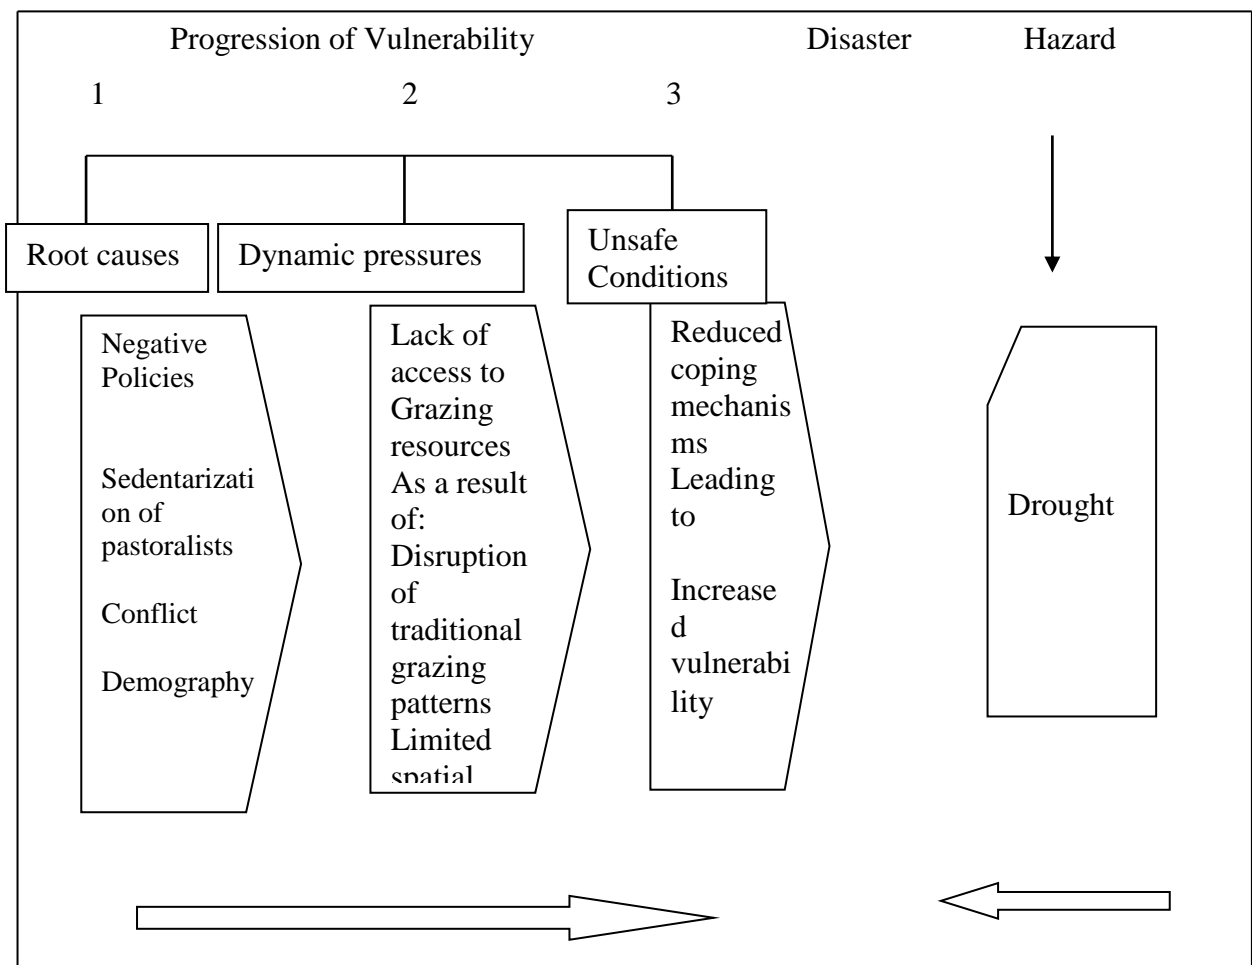 Progression of Vulnerability
Disaster
Hazard
1
2
3
Root causes
Dynamic pressures
Unsafe
Conditions
Negative
Policies
Sedentarizati
on of
pastoralists
Conflict
Demography
Lack of
access to
Grazing
resources
As a result
of:
Disruption
of
traditional
grazing
patterns
Limited
spatial
Reduced
coping
mechanis
ms
Leading
to
Increase
d
vulnerabi
lity
Drought